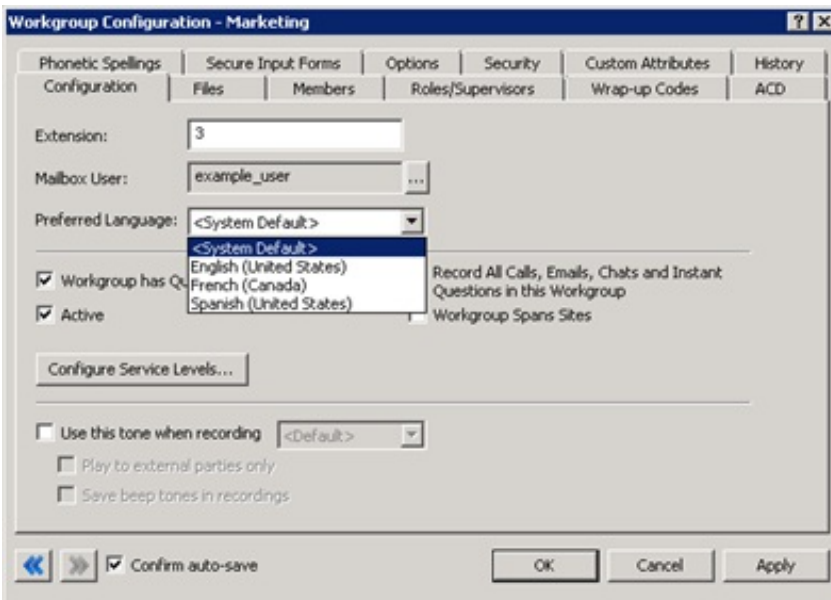 Workgroup Configuration - Marketing
Phonetic Spellings Secure Input Forms Options Security Custom Attributes History
Configuration Files Members Roles/Supervisors Wrap-up Codes ACD
Extension: 3
Mailbox User: example_user ...
Preferred Language: <System Default>
<System Default>
English (United States)
French (Canada)
Spanish (United States)
Workgroup has Qu
Record All Calls, Emails, Chats and Instant
Questions in this Workgroup
Active
Workgroup Spans Sites
Configure Service Levels...
Use this tone when recording <Default>
Play to external parties only
Save beep tones in recordings
Confirm auto-save OK Cancel Apply